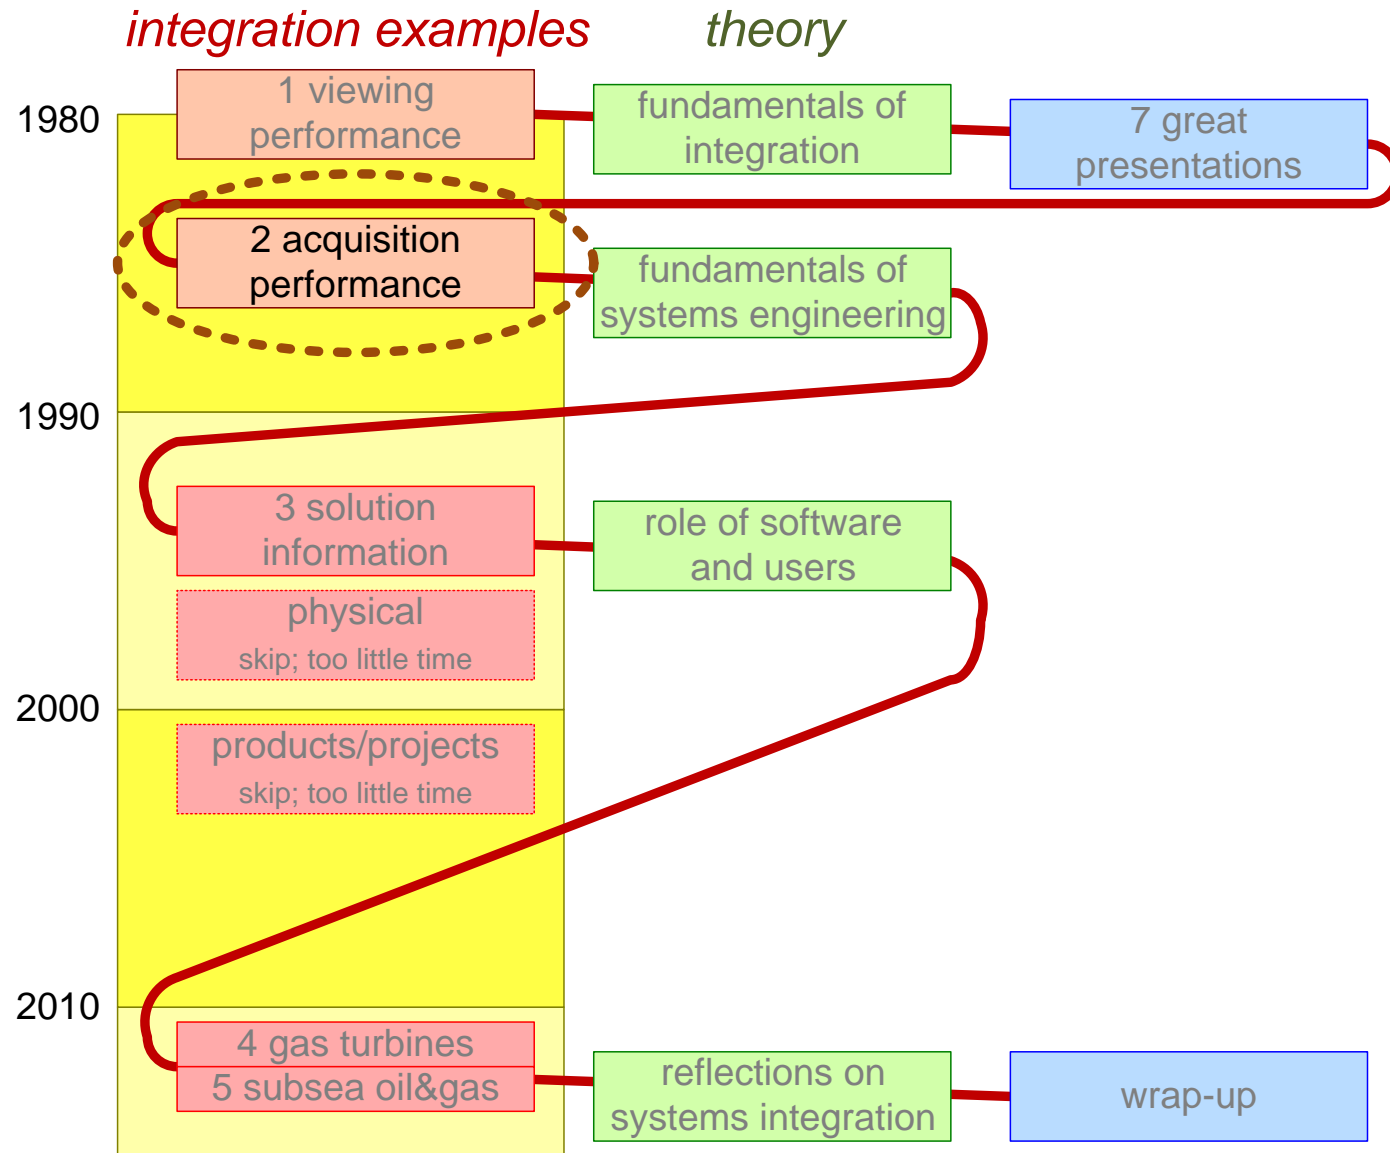 integration examples
theory
1980
1 viewing
performance
fundamentals of
integration
7 great
presentations
2 acquisition
performance
fundamentals of
systems engineering
1990
3 solution
information
role of software
and users
physical
skip; too little time
2000
products/projects
skip; too little time
2010
4 gas turbines
5 subsea oil&gas
reflections on
systems integration
wrap-up